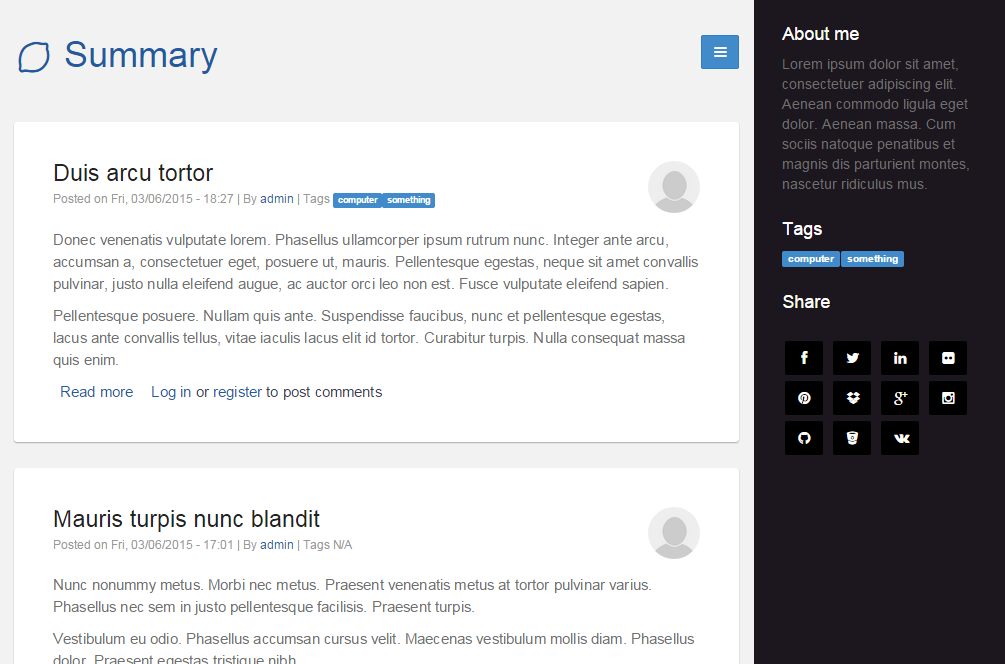 Summary
Duis arcu tortor
Posted on Fri, 03/06/2015 - 18:27 | By admin | Tags computer something
Donec venenatis vulputate lorem. Phasellus ullamcorper ipsum rutrum nunc. Integer ante arcu,
accumsan a, consectetuer eget, posuere ut, mauris. Pellentesque egestas, neque sit amet convallis
pulvinar, justo nulla eleifend augue, ac auctor orci leo non est. Fusce vulputate eleifend sapien.
Pellentesque posuere. Nullam quis ante. Suspendisse faucibus, nunc et pellentesque egestas,
lacus ante convallis tellus, vitae iaculis lacus elit id tortor. Curabitur turpis. Nulla consequat massa
quis enim.
Read more Log in or register to post comments
Mauris turpis nunc blandit
Posted on Fri, 03/06/2015 - 17:01 | By admin | Tags N/A
Nunc nonummy metus. Morbi nec metus. Praesent venenatis metus at tortor pulvinar varius.
Phasellus nec sem in justo pellentesque facilisis. Praesent turpis.
Vestibulum eu odio. Phasellus accumsan cursus velit. Maecenas vestibulum mollis diam. Phasellus
dolor. Praesent egestas tristique nibh
About me
Lorem ipsum dolor sit amet,
consectetuer adipiscing elit.
Aenean commodo ligula eget
dolor. Aenean massa. Cum
sociis natoque penatibus et
magnis dis parturient montes,
nascetur ridiculus mus.
Tags
computer something
Share